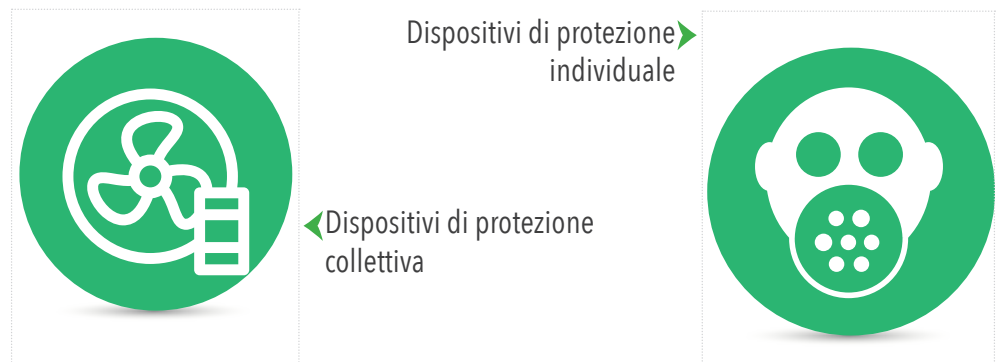 Dispositivi di protezione
individuale
Dispositivi di protezione
collettiva